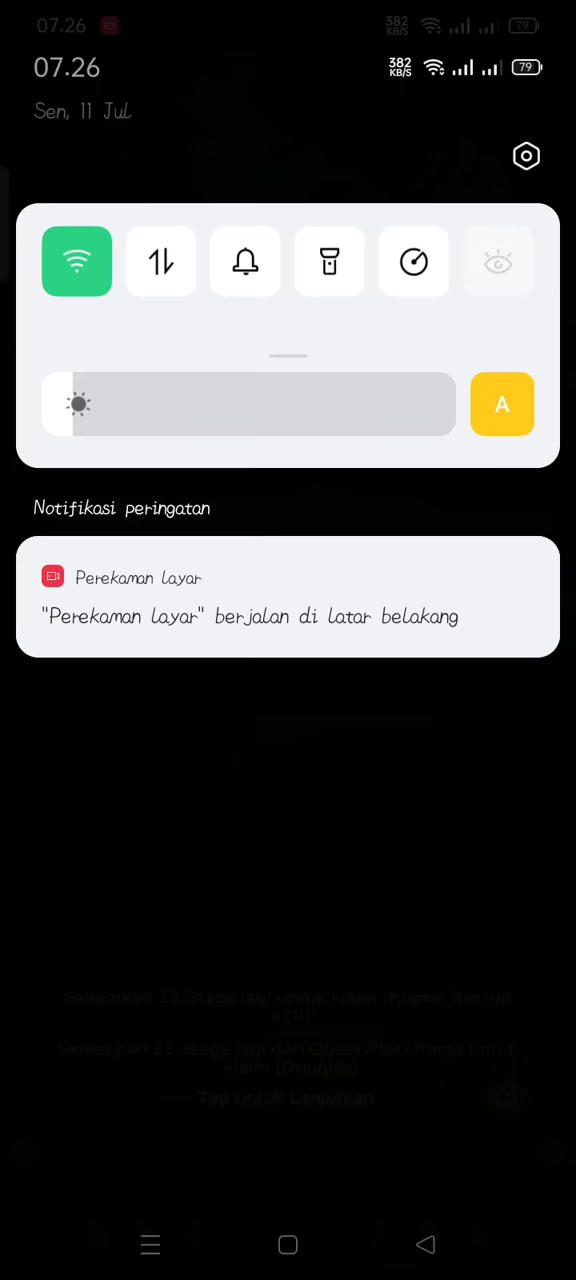 07.26
382
KB/S
79
07.26
382
KB/S
79
Sen, 11 Jul
A
Notifikasi peringatan
Perekaman layar
"Perekaman layar" berjalan di latar belakang
Selesaikan 11 Stage lagi untuk klaim [Kupon Recruit
x10]
Selesaikan 23 Stage lagi dari Quest Plot Utama untuk
klaim [Douglas]
Tap untuk Lanjutkan